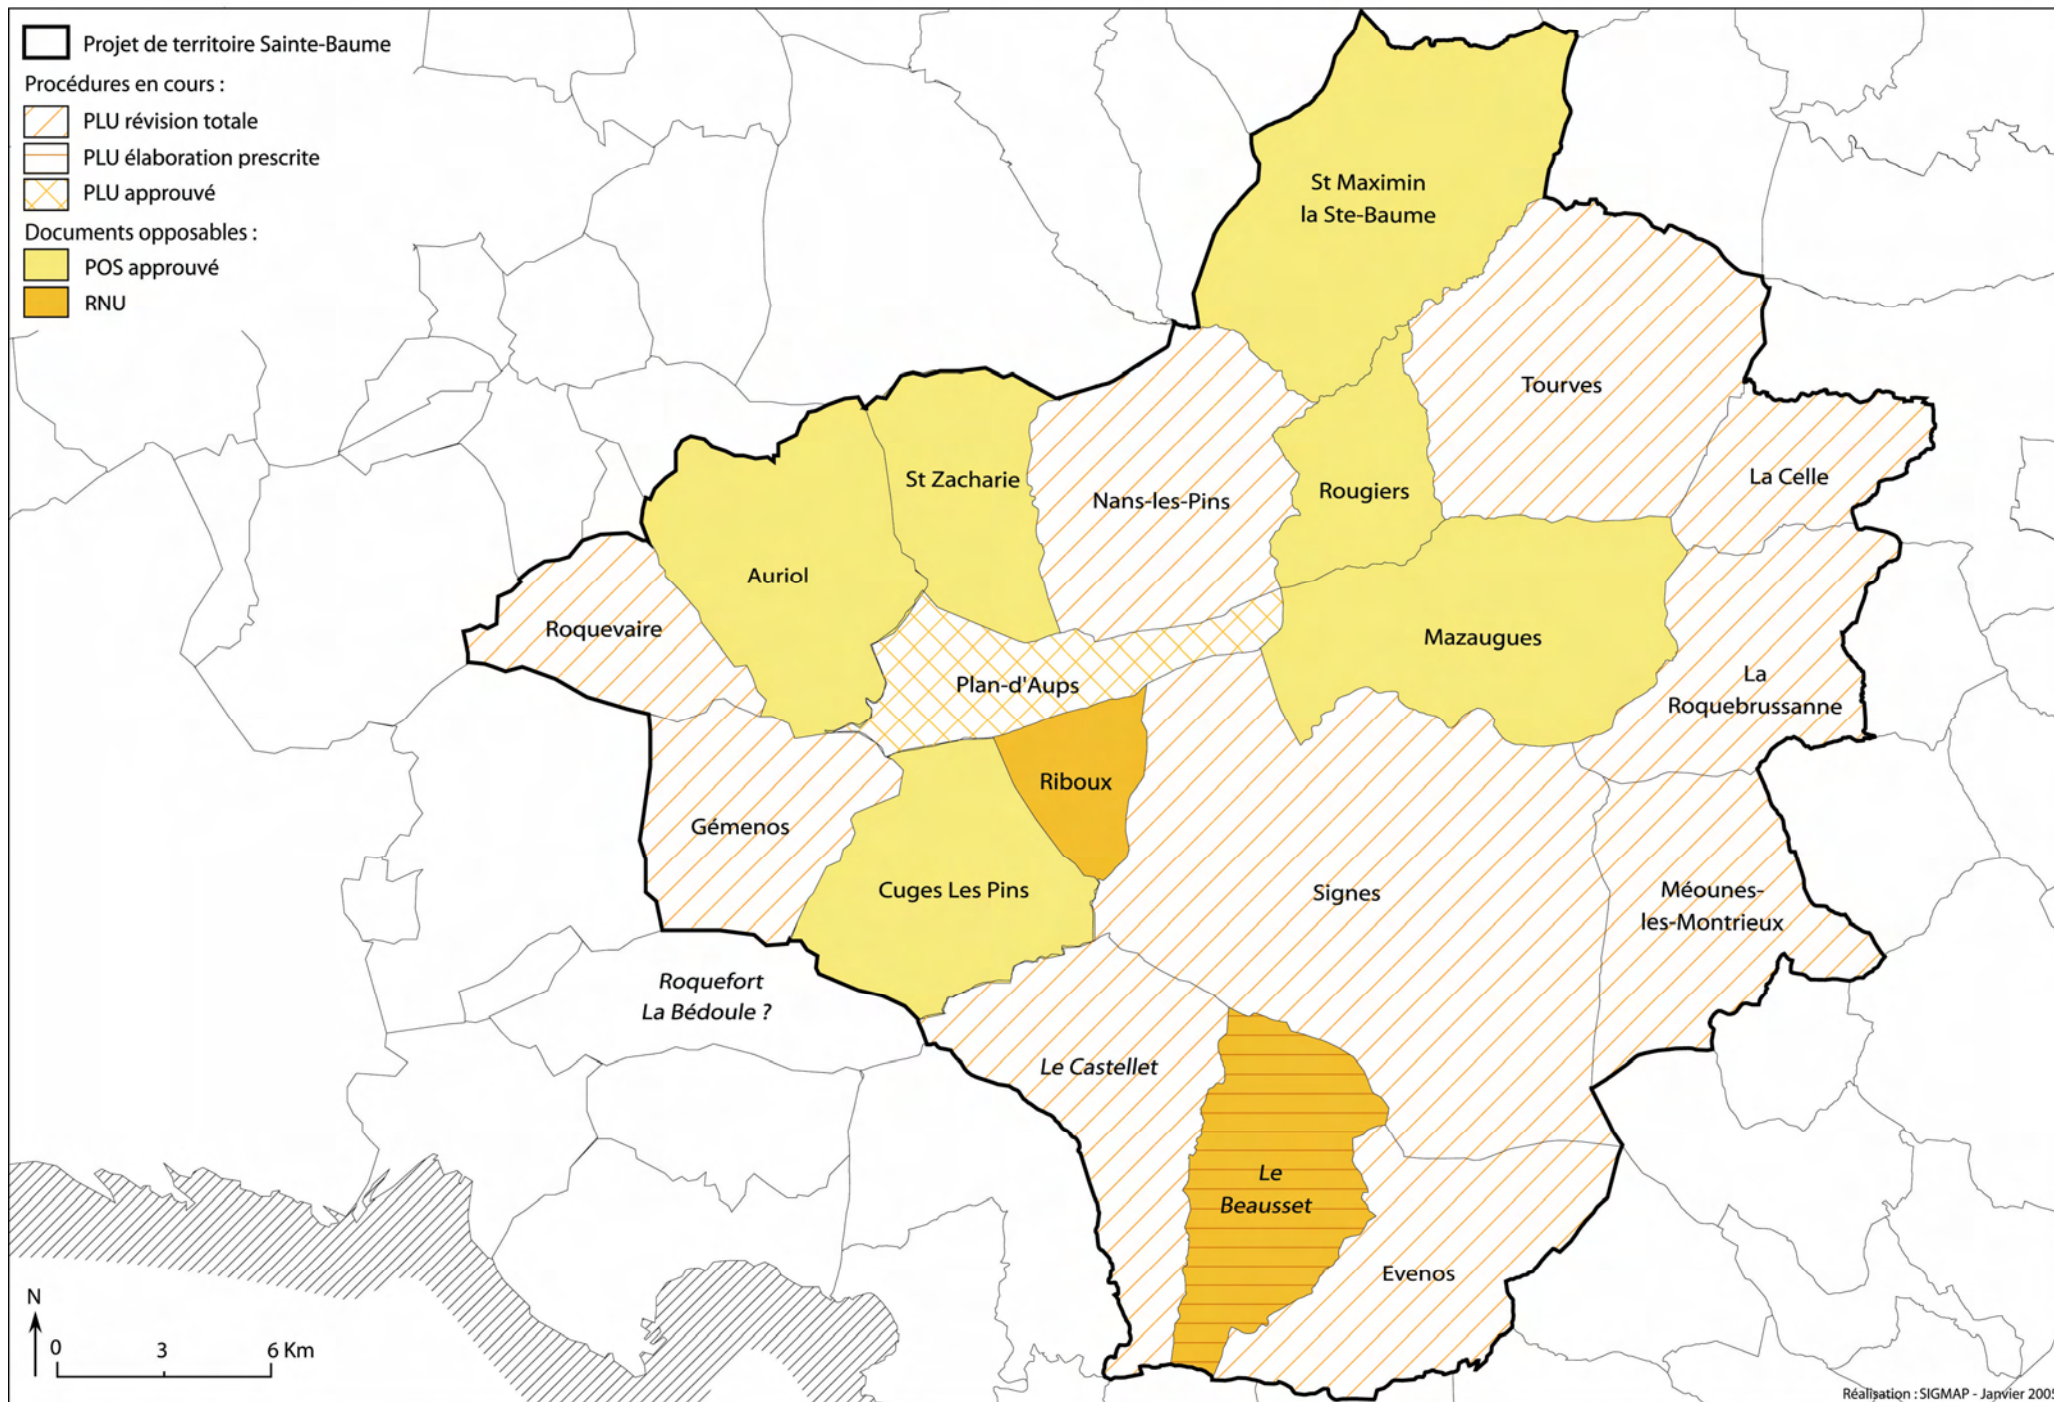 Projet de territoire Sainte-Baume
Procédures en cours :
PLU révision totale
PLU élaboration prescrite
PLU approuvé
Documents opposables :
POS approuvé
RNU
St Maximin
la Ste-Baume
Tourves
La Celle
St Zacharie
Nans-les-Pins
Rougiers
Auriol
Roquevaire
Mazaugues
Plan-d'Aups
La
Roquebrussanne
Riboux
Gémenos
Cuges Les Pins
Signes
Méounes-
les-Montrieux
Roquefort
La Bédoule ?
Le Castellet
Le
Beausset
Evenos
N
0 3 6 Km
Réalisation : SIGMAP - Janvier 2005